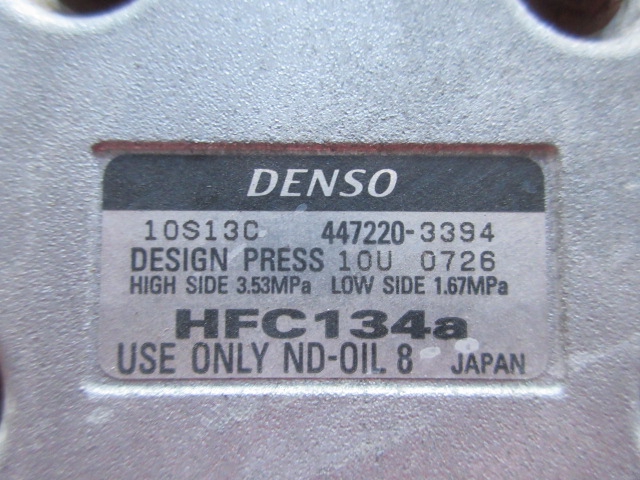 DENSO
10S13C 447220-3394
DESIGN PRESS 10U 0726
HIGH SIDE 3.53MPa LOW SIDE 1.67MPa
HFC134a
USE ONLY ND-OIL 8 JAPAN